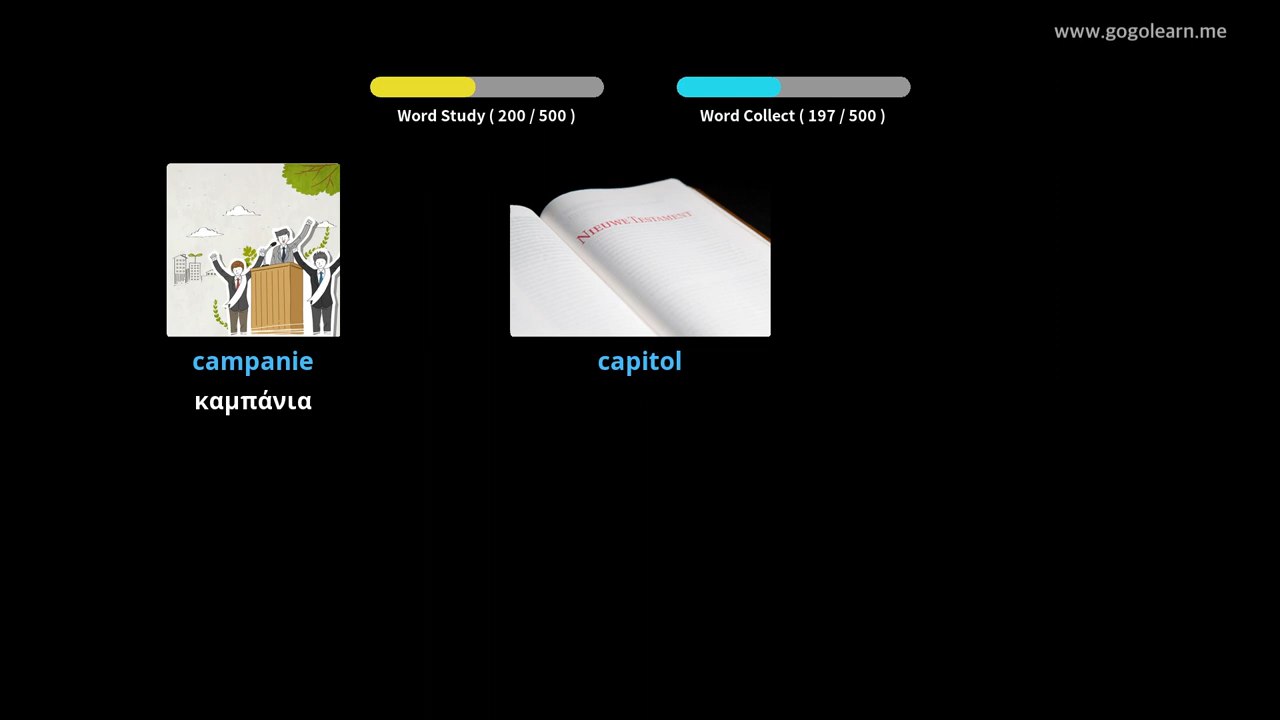 www.gogolearn.me
Word Study ( 200 / 500 )
Word Collect ( 197 / 500 )
NIEUWE TESTAMENT
campanie
capitol
καμπάνια